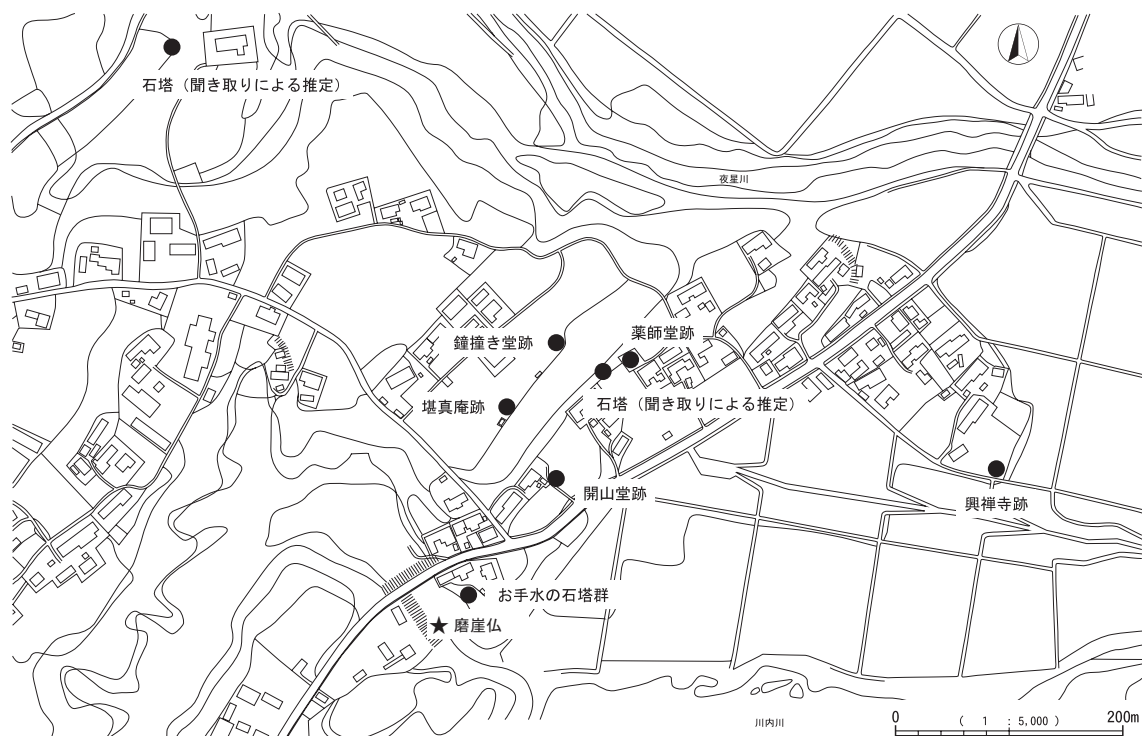 石塔（聞き取りによる推定）
夜星川
鐘撞き堂跡
薬師堂跡
堪真庵跡
石塔（聞き取りによる推定）
開山堂跡
興禅寺跡
お手水の石塔群
★ 磨崖仏
川内川
0 （ 1 : 5,000 ） 200m